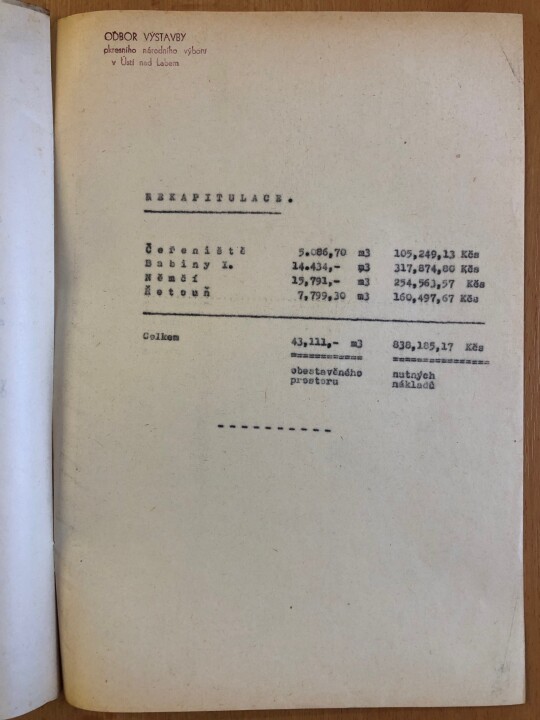 ODBOR VÝSTAVBY
okresního národního výboru
v Ústí nad Labem
REKAPITULACE.
Čeřeniště 5.086,70 m3 105,249,13 Kčs
Babiny I. 14.434,- m3 317,874,80 Kčs
Němčí 15,791,- m3 254,563,57 Kčs
Řetouň 7,799,30 m3 160,497,67 Kčs
Celkem 43,111,- m3 838,185,17 Kčs
obestavěného nutných
prostoru nákladů